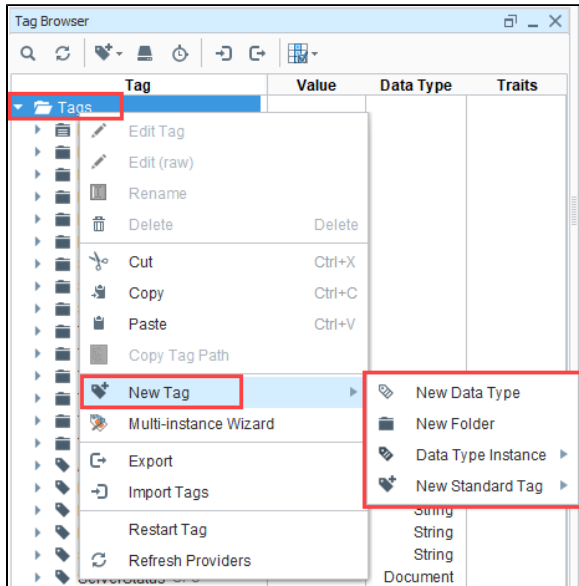 Tag Browser
Tag Value Data Type Traits
Tags
Edit Tag
Edit (raw)
Rename
Delete Delete
Cut Ctrl+X
Copy Ctrl+C
Paste Ctrl+V
Copy Tag Path
New Tag
New Data Type
Multi-instance Wizard
New Folder
Data Type Instance
Export
New Standard Tag
Import Tags
String
Restart Tag
String
Refresh Providers
String
Document